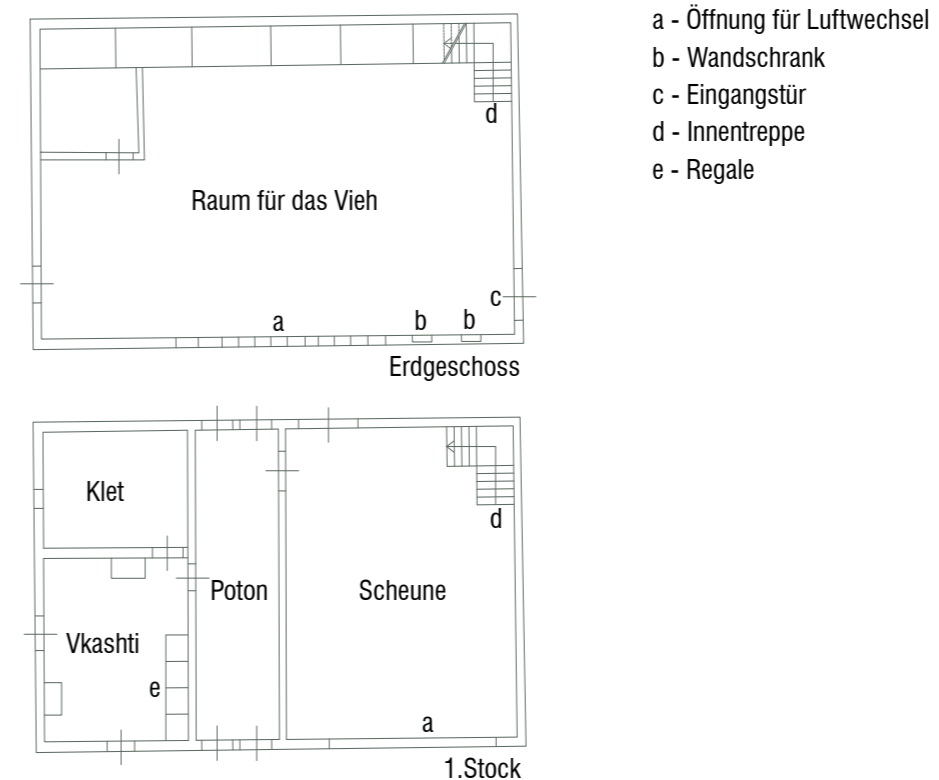 a - Öffnung für Luftwechsel
b - Wandschrank
c - Eingangstür
d - Innentreppe
e - Regale
d
Raum für das Vieh
c
a
b
b
Erdgeschoss
Klet
d
Poton
Scheune
Vkashti
e
a
1.Stock